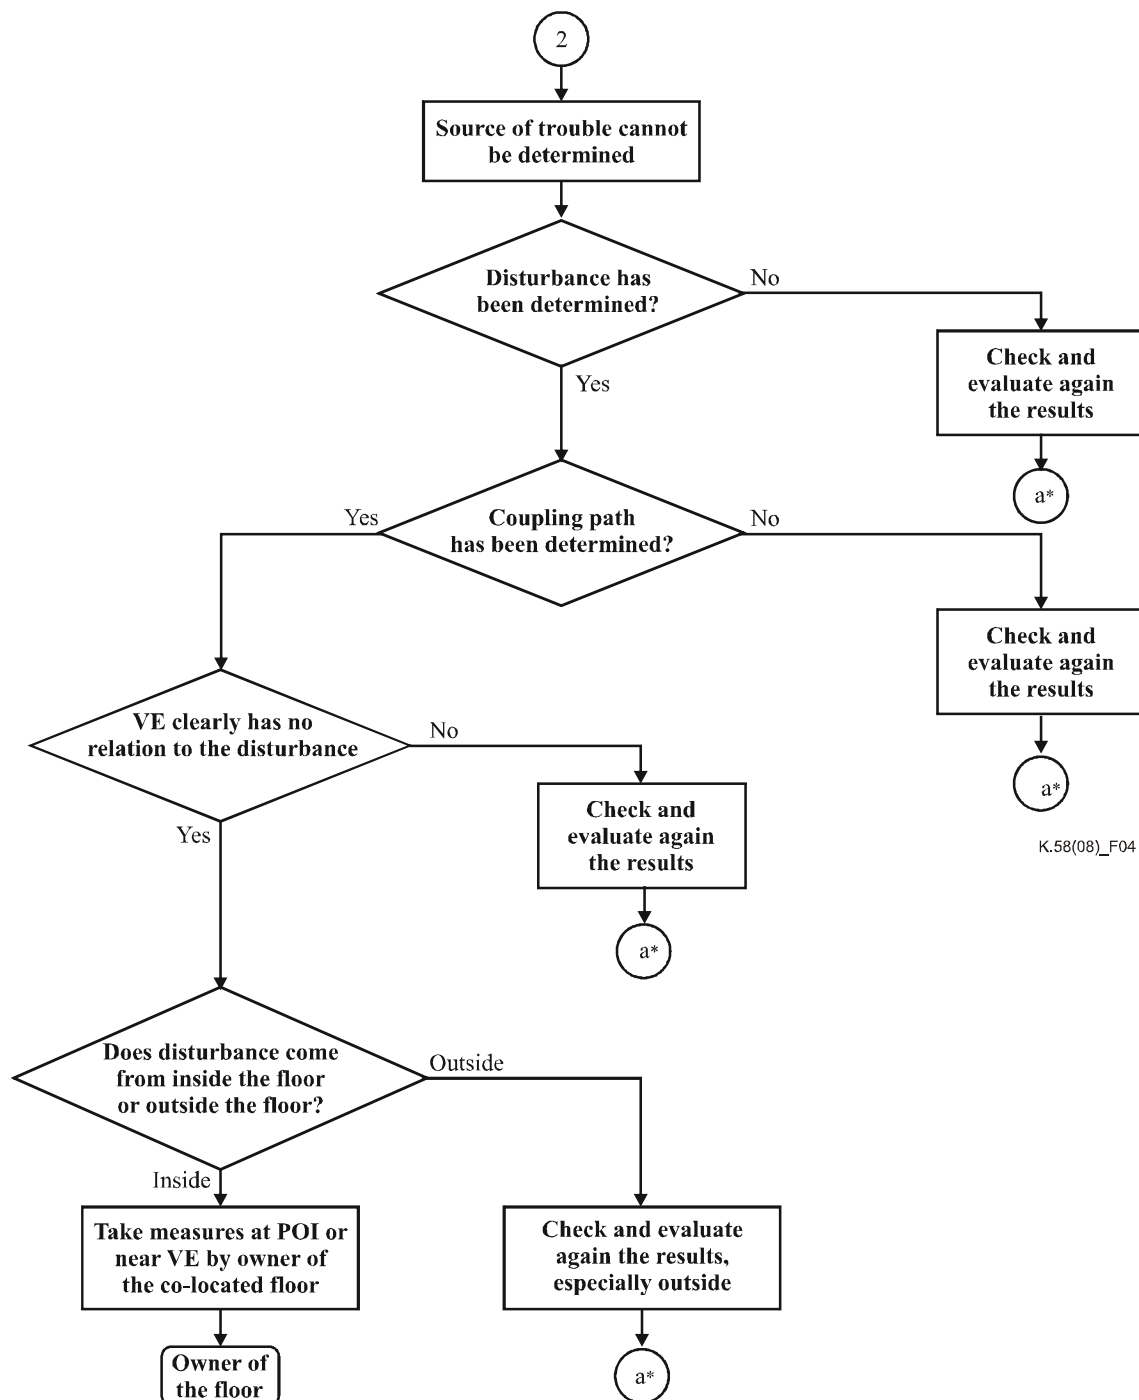 2
Source of trouble cannot
be determined
Disturbance has
been determined?
No
Check and
evaluate again
the results
a*
Yes
Coupling path
has been determined?
Yes
No
Check and
evaluate again
the results
a*
K.58(08)_F04
VE clearly has no
relation to the disturbance
No
Check and
evaluate again
the results
a*
Yes
Does disturbance come
from inside the floor
or outside the floor?
Outside
Inside
Take measures at POI or
near VE by owner of
the co-located floor
Check and evaluate
again the results,
especially outside
Owner of
the floor
a*